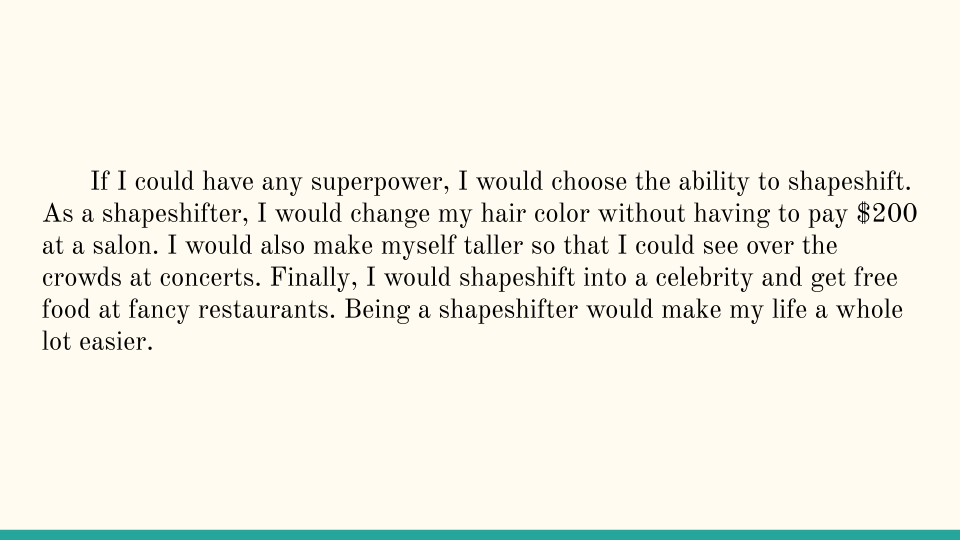 If I could have any superpower, I would choose the ability to shapeshift.
As a shapeshifter, I would change my hair color without having to pay $200
at a salon. I would also make myself taller so that I could see over the
crowds at concerts. Finally, I would shapeshift into a celebrity and get free
food at fancy restaurants. Being a shapeshifter would make my life a whole
lot easier.